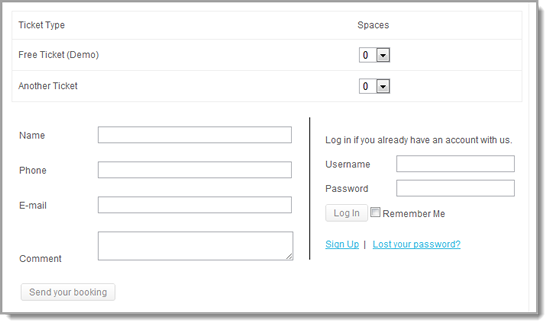 Ticket Type Spaces
Free Ticket (Demo) 0
Another Ticket 0
Name
Phone
E-mail
Comment
Send your booking
Log in if you already have an account with us.
Username
Password
Log In Remember Me
Sign Up | Lost your password?